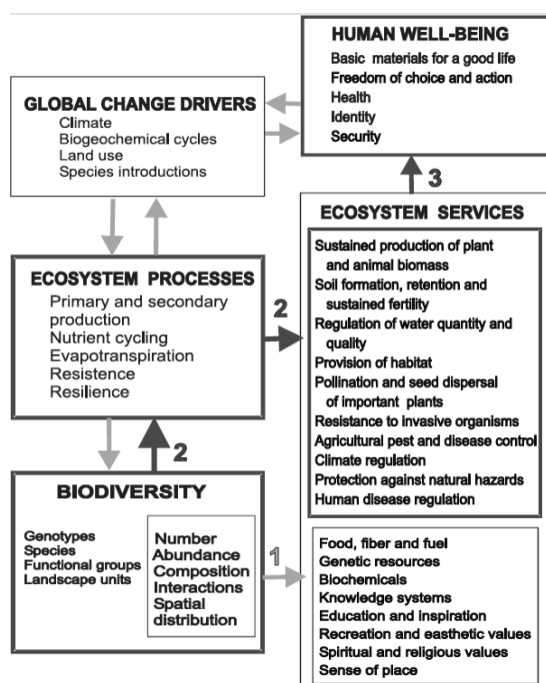 HUMAN WELL-BEING
Basic materials for a good life
Freedom of choice and action
Health
Identity
Security
GLOBAL CHANGE DRIVERS
Climate
Biogeochemical cycles
Land use
Species introductions
3
ECOSYSTEM SERVICES
Sustained production of plant
and animal biomass
Soil formation, retention and
sustained fertility
Regulation of water quantity and
quality
Provision of habitat
Pollination and seed dispersal
of important plants
Resistance to invasive organisms
Agricultural pest and disease control
Climate regulation
Protection against natural hazards
Human disease regulation
ECOSYSTEM PROCESSES
Primary and secondary
production
Nutrient cycling
Evapotranspiration
Resistence
Resilience
2
2
BIODIVERSITY
Genotypes
Species
Functional groups
Landscape units
Number
Abundance
Composition
Interactions
Spatial
distribution
1
Food, fiber and fuel
Genetic resources
Biochemicals
Knowledge systems
Education and inspiration
Recreation and easthetic values
Spiritual and religious values
Sense of place